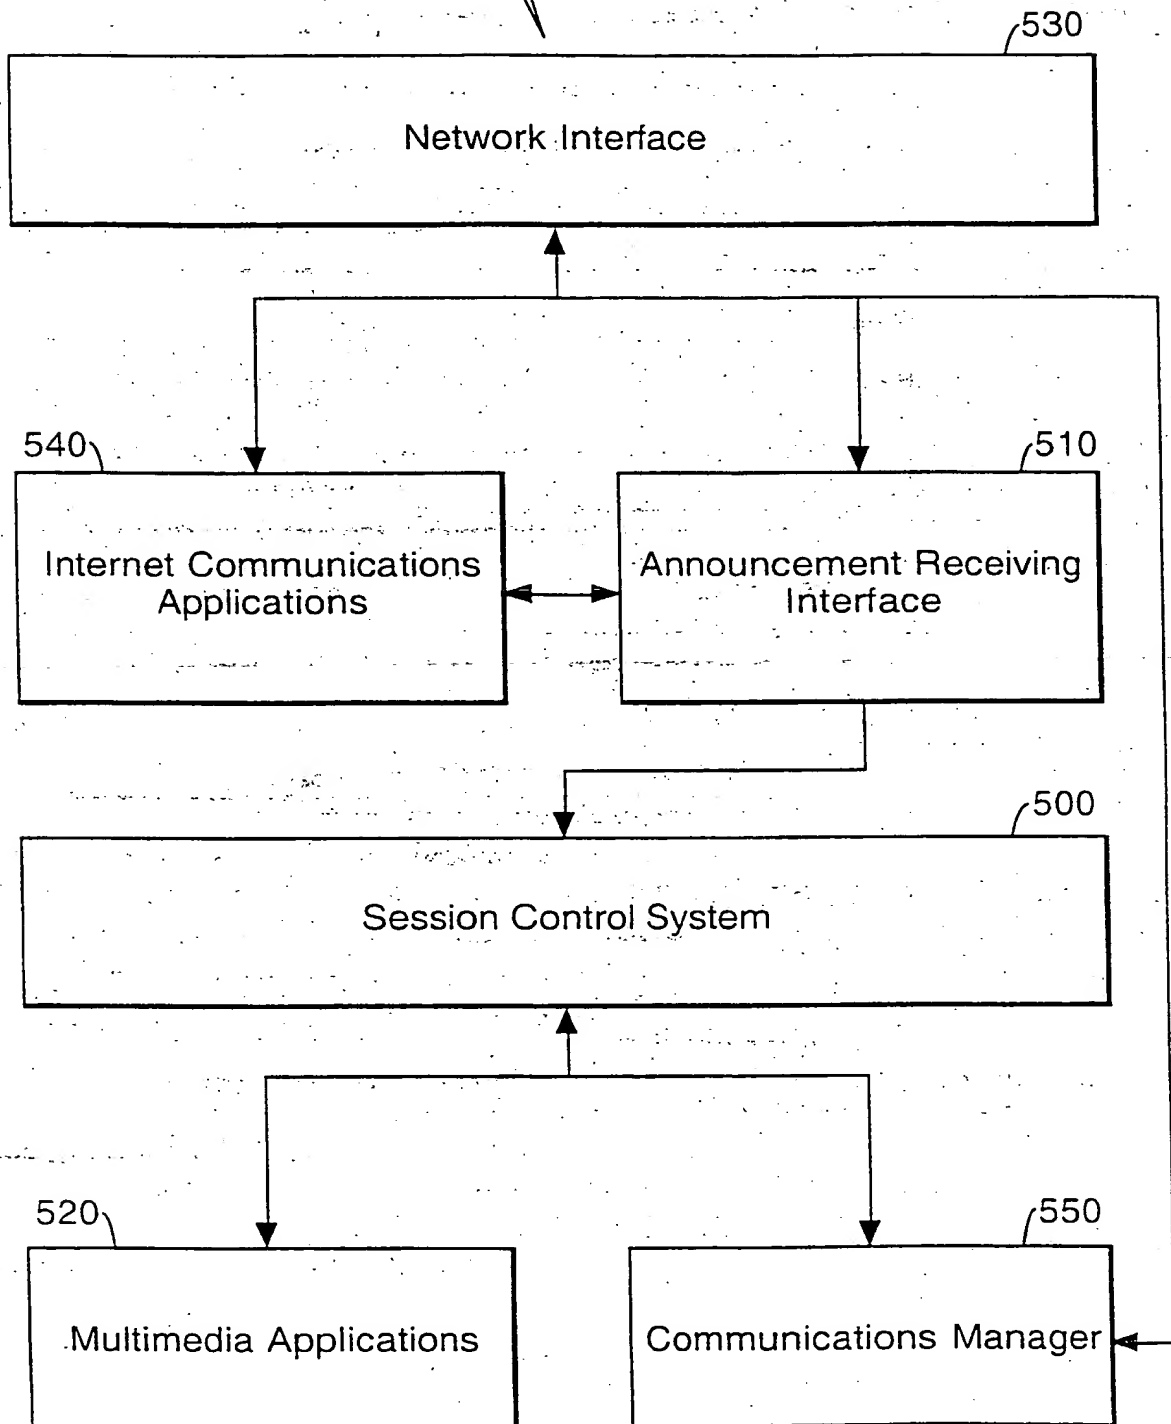 530
Network Interface
540
510
Internet Communications
Applications
Announcement Receiving
Interface
500
Session Control System
520
550
Multimedia Applications
Communications Manager